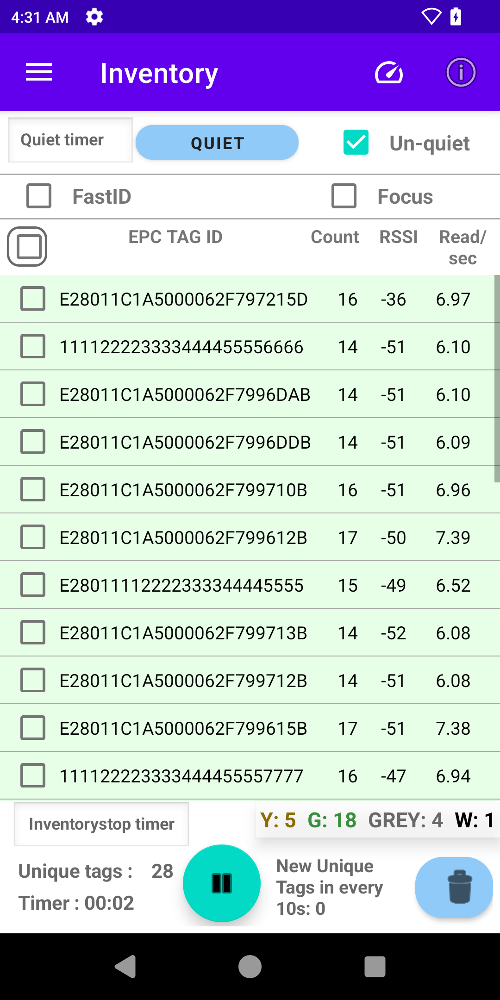 4:31 AM
Inventory
Quiet timer QUIET Un-quiet
FastID Focus
EPC TAG ID Count RSSI Read/
sec
E28011C1A5000062F797215D 16 -36 6.97
111122223333444455556666 14 -51 6.10
E28011C1A5000062F7996DAB 14 -51 6.10
E28011C1A5000062F7996DDB 14 -51 6.09
E28011C1A5000062F799710B 16 -51 6.96
E28011C1A5000062F799612B 17 -50 7.39
E28011112222333344445555 15 -49 6.52
E28011C1A5000062F799713B 14 -52 6.08
E28011C1A5000062F799712B 14 -51 6.08
E28011C1A5000062F799615B 17 -51 7.38
111122223333444455557777 16 -47 6.94
Inventorystop timer Y: 5 G: 18 GREY: 4 W: 1
Unique tags : 28
Timer : 00:02
New Unique
Tags in every
10s: 0